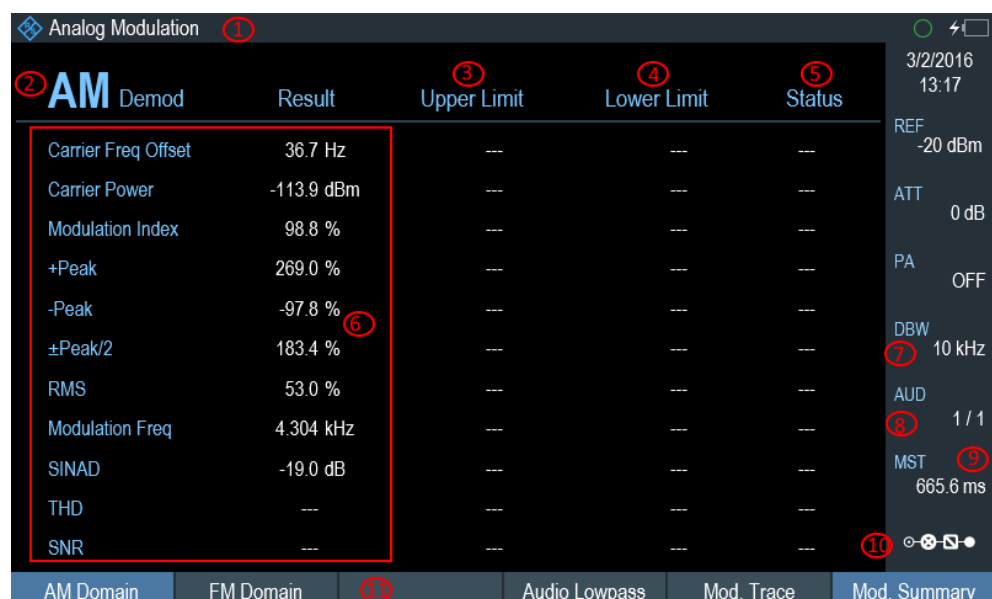 Analog Modulation 1
3/2/2016
13:17
2 AM Demod Result 3 Upper Limit 4 Lower Limit 5 Status
REF
-20 dBm
Carrier Freq Offset 36.7 Hz --- --- ---
Carrier Power -113.9 dBm --- --- ---
ATT
0 dB
Modulation Index 98.8 % --- --- ---
+Peak 269.0 % --- --- ---
PA
OFF
-Peak -97.8 % --- --- ---
6
DBW
7 10 kHz
±Peak/2 183.4 % --- --- ---
RMS 53.0 % --- --- ---
AUD
8 1 / 1
Modulation Freq 4.304 kHz --- --- ---
SINAD -19.0 dB --- --- ---
MST 9
665.6 ms
THD --- --- --- ---
SNR --- --- --- ---
10
AM Domain FM Domain 11 Audio Lowpass Mod. Trace Mod. Summary